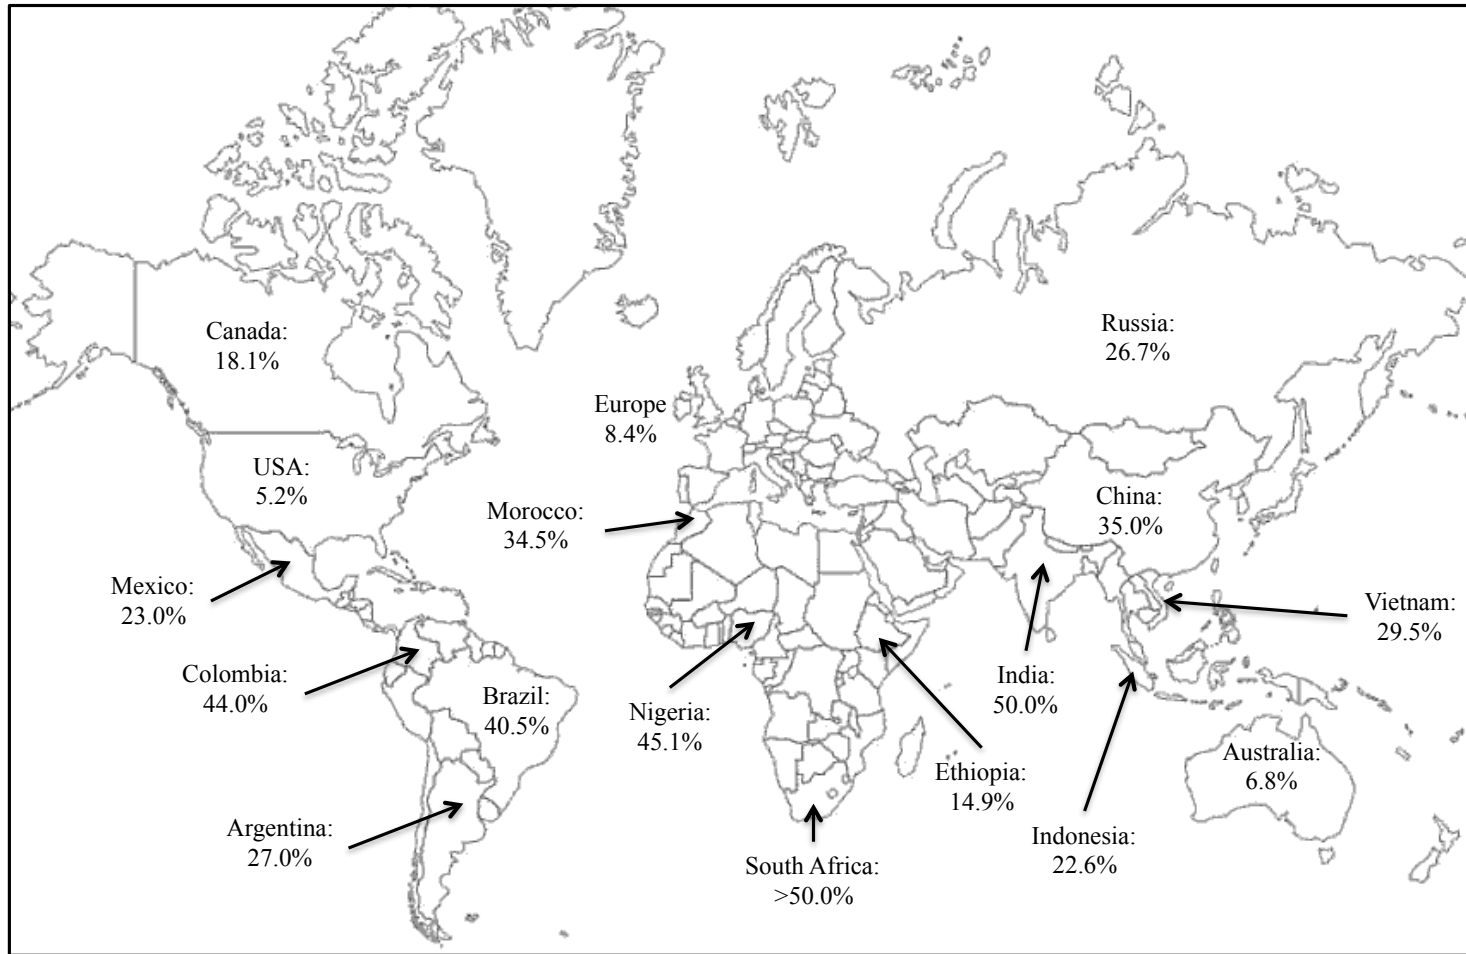 Canada:
18.1%
Russia:
26.7%
Europe
8.4%
USA:
5.2%
China:
35.0%
Morocco:
34.5%
Mexico:
23.0%
Vietnam:
29.5%
Colombia:
44.0%
Brazil:
40.5%
Nigeria:
45.1%
India:
50.0%
Ethiopia:
14.9%
Australia:
6.8%
Argentina:
27.0%
Indonesia:
22.6%
South Africa:
>50.0%